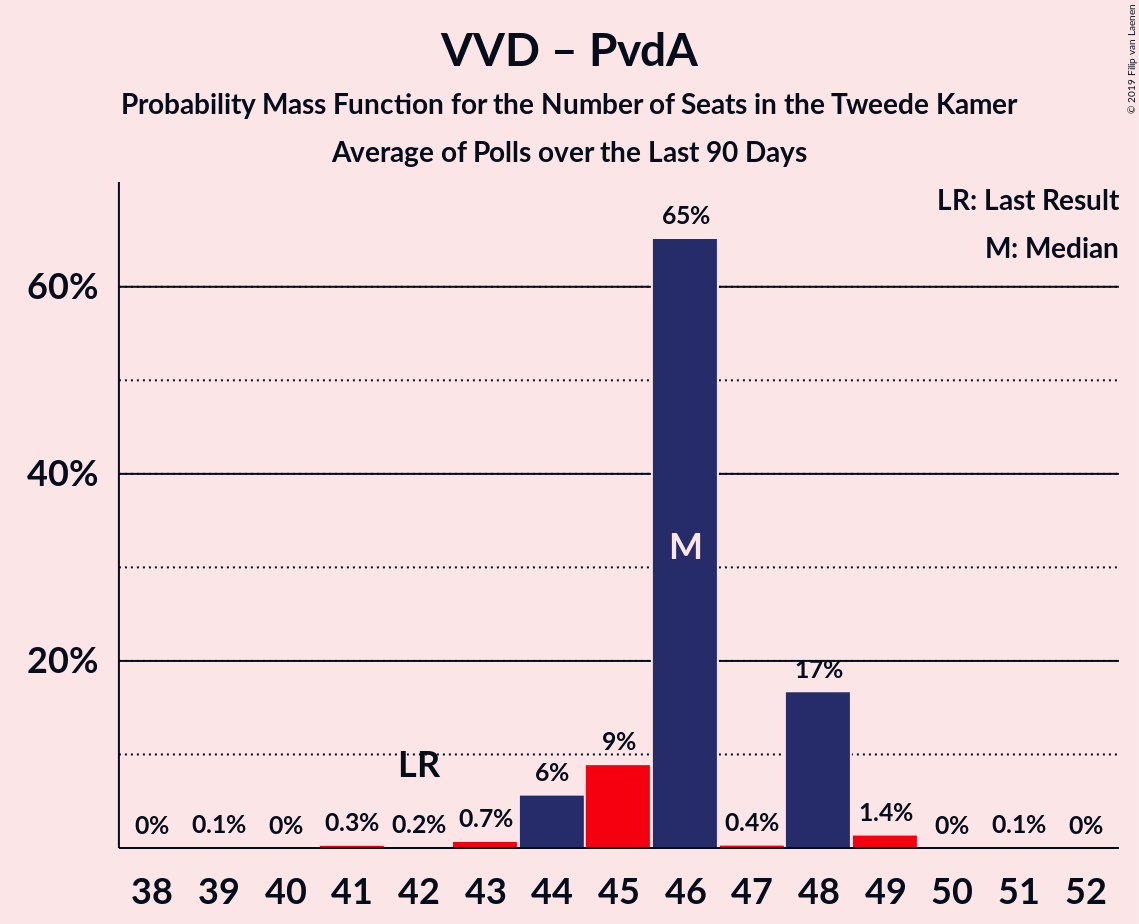 VVD – PvdA
Probability Mass Function for the Number of Seats in the Tweede Kamer
Average of Polls over the Last 90 Days
© 2019 Filip van Laenen
LR: Last Result
M: Median
60%
40%
20%
0%
0.1%
0%
0.3%
0.2%
0.7%
6%
9%
65%
0.4%
17%
1.4%
0%
0.1%
0%
LR
M
38 39 40 41 42 43 44 45 46 47 48 49 50 51 52